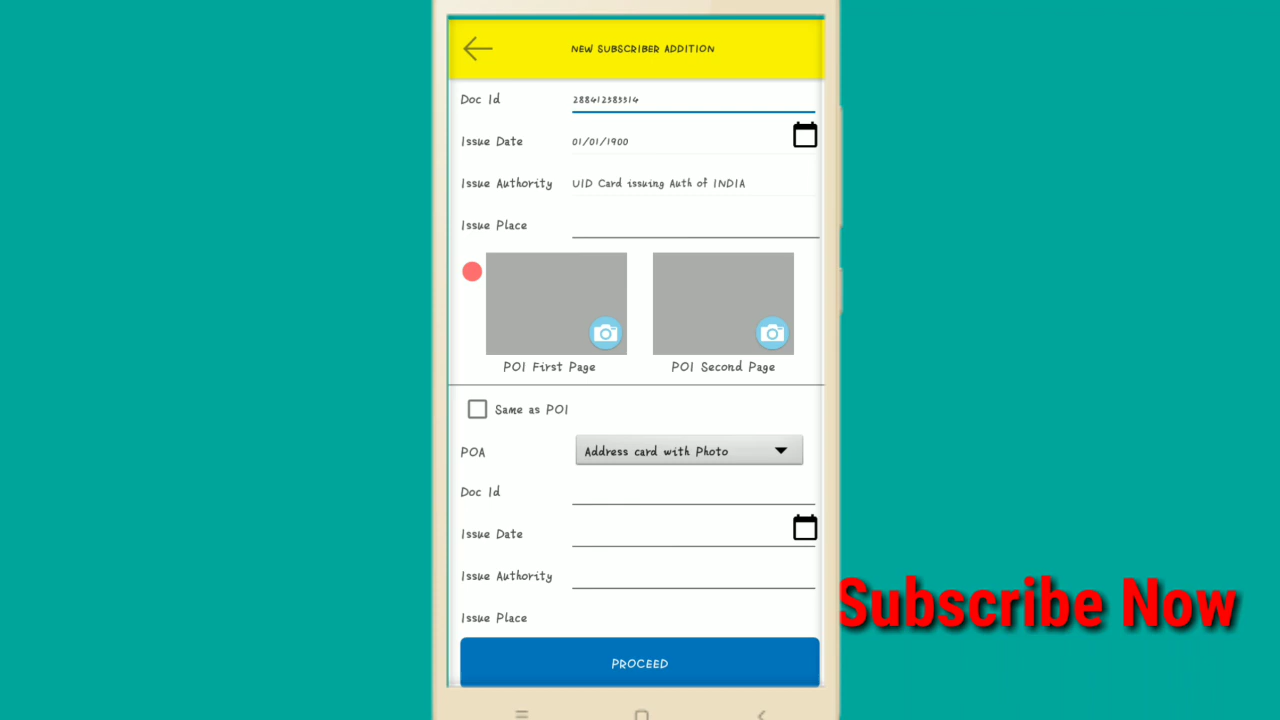 NEW SUBSCRIBER ADDITION
Doc Id
Issue Date 01/01/1900
Issue Authority UID Card issuing Auth of INDIA
Issue Place
POI First Page POI Second Page
Same as POI
POA Address card with Photo
Doc Id
Issue Date
Issue Authority
Issue Place
PROCEED
Subscribe Now